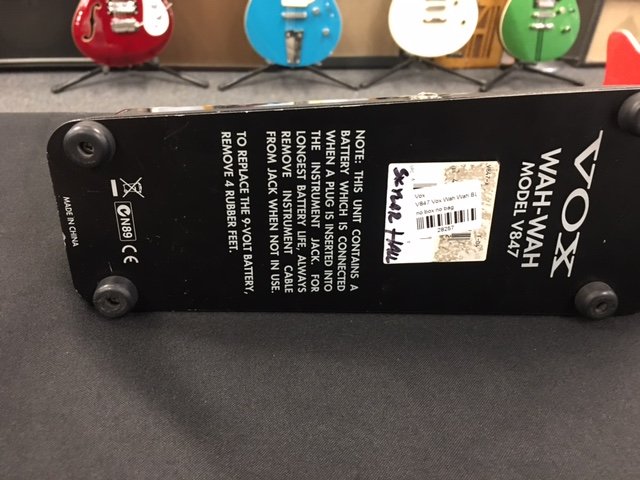 VOX
WAH-WAH
MODEL V847
Vox
V847 Vox Wah Wah
no box no bag
28257
NOTE: THIS UNIT CONTAINS A
BATTERY WHICH IS CONNECTED
WHEN A PLUG IS INSERTED INTO
THE INSTRUMENT JACK. FOR
LONGEST BATTERY LIFE, ALWAYS
REMOVE INSTRUMENT CABLE
FROM JACK WHEN NOT IN USE.
TO REPLACE THE 9-VOLT BATTERY,
REMOVE 4 RUBBER FEET.
N89 CE
MADE IN CHINA